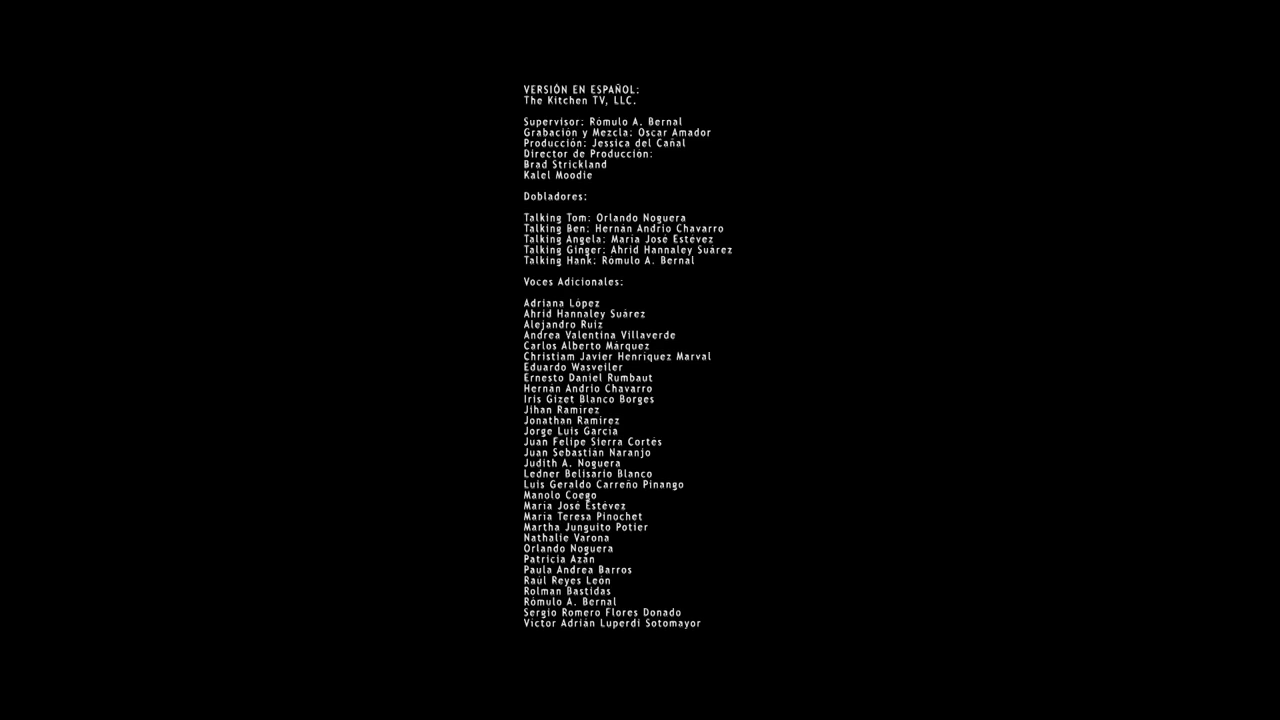 VERSIÓN EN ESPAÑOL:
The Kitchen TV, LLC.
Supervisor: Rómulo A. Bernal
Grabación y Mezcla: Oscar Amador
Producción: Jessica del Cañal
Director de Producción:
Brad Strickland
Kalel Moodie
Dobladores:
Talking Tom: Orlando Noguera
Talking Ben: Hernán Andrio Chavarro
Talking Angela: María José Estévez
Talking Ginger: Ahrid Hannaley Suárez
Talking Hank: Rómulo A. Bernal
Voces Adicionales:
Adriana López
Ahrid Hannaley Suárez
Alejandro Ruiz
Andrea Valentina Villaverde
Carlos Alberto Márquez
Christiam Javier Henríquez Marval
Eduardo Wasveiler
Ernesto Daniel Rumbaut
Hernán Andrio Chavarro
Iris Gizet Blanco Borges
Jihan Ramírez
Jonathan Ramírez
Jorge Luis García
Juan Felipe Sierra Cortés
Juan Sebastián Naranjo
Judith A. Noguera
Ledner Belisario Blanco
Luis Geraldo Carreño Pinango
Manolo Coego
María José Estévez
María Teresa Pinochet
Martha Junguito Potier
Nathalie Varona
Orlando Noguera
Patricia Azán
Paula Andrea Barros
Raúl Reyes León
Rolman Bastidas
Rómulo A. Bernal
Sergio Romero Flores Donado
Víctor Adrián Luperdi Sotomayor